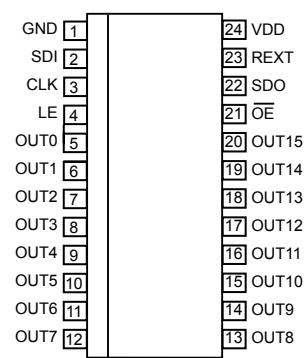 GND 1 24 VDD
SDI 2 23 REXT
CLK 3 22 SDO
LE 4 21 O̅E̅
OUT0 5 20 OUT15
OUT1 6 19 OUT14
OUT2 7 18 OUT13
OUT3 8 17 OUT12
OUT4 9 16 OUT11
OUT5 10 15 OUT10
OUT6 11 14 OUT9
OUT7 12 13 OUT8